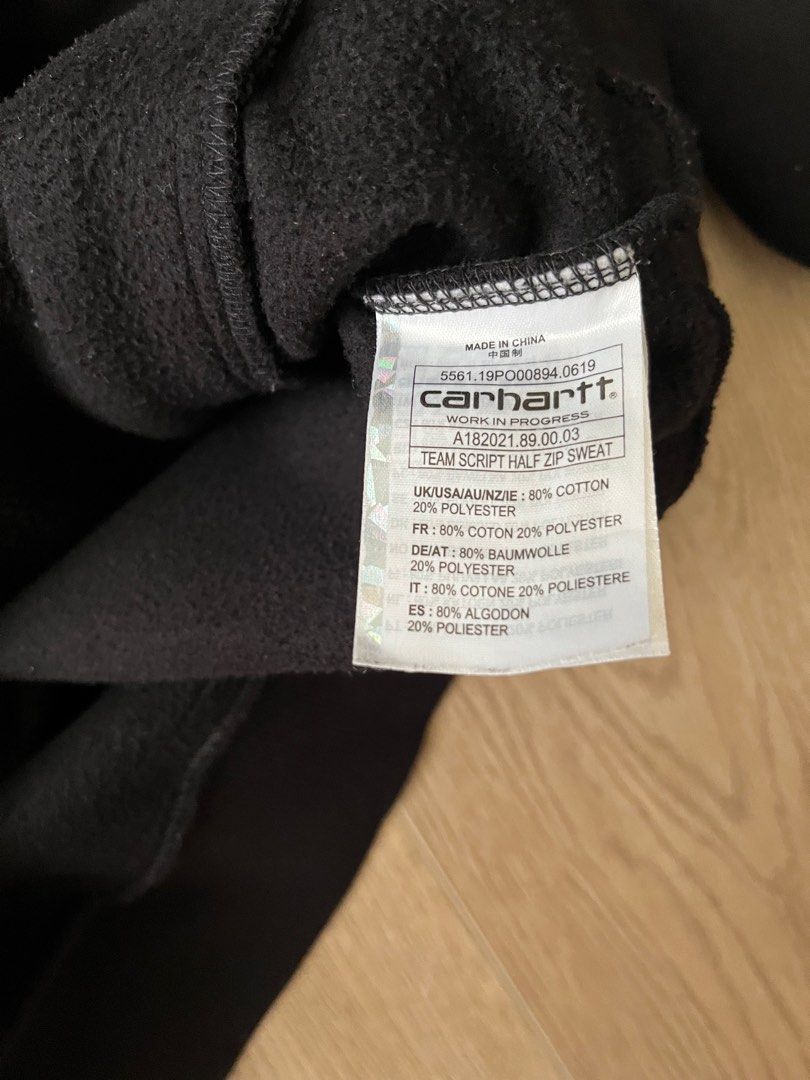 MADE IN CHINA
中国制
5561.19PO00894.0619
carhartt®
WORK IN PROGRESS
A182021.89.00.03
TEAM SCRIPT HALF ZIP SWEAT
UK/USA/AU/NZ/IE : 80% COTTON
20% POLYESTER
FR : 80% COTON 20% POLYESTER
DE/AT : 80% BAUMWOLLE
20% POLYESTER
IT : 80% COTONE 20% POLIESTERE
ES : 80% ALGODON
20% POLIESTER